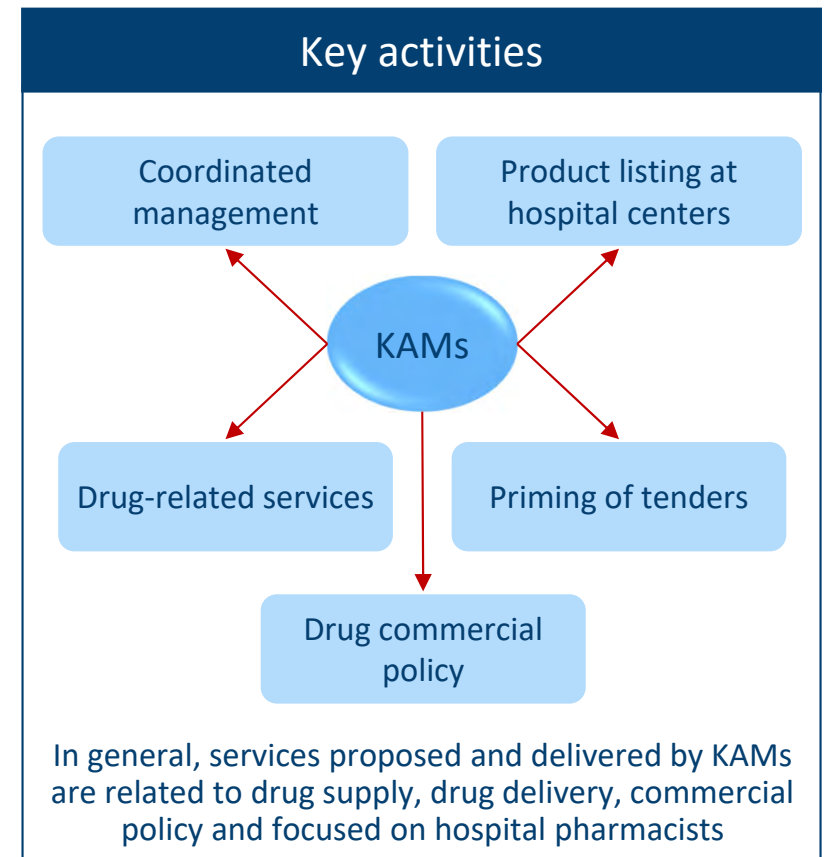 Key activities
Coordinated
management
Product listing at
hospital centers
KAMs
Drug-related services
Priming of tenders
Drug commercial
policy
In general, services proposed and delivered by KAMs
are related to drug supply, drug delivery, commercial
policy and focused on hospital pharmacists